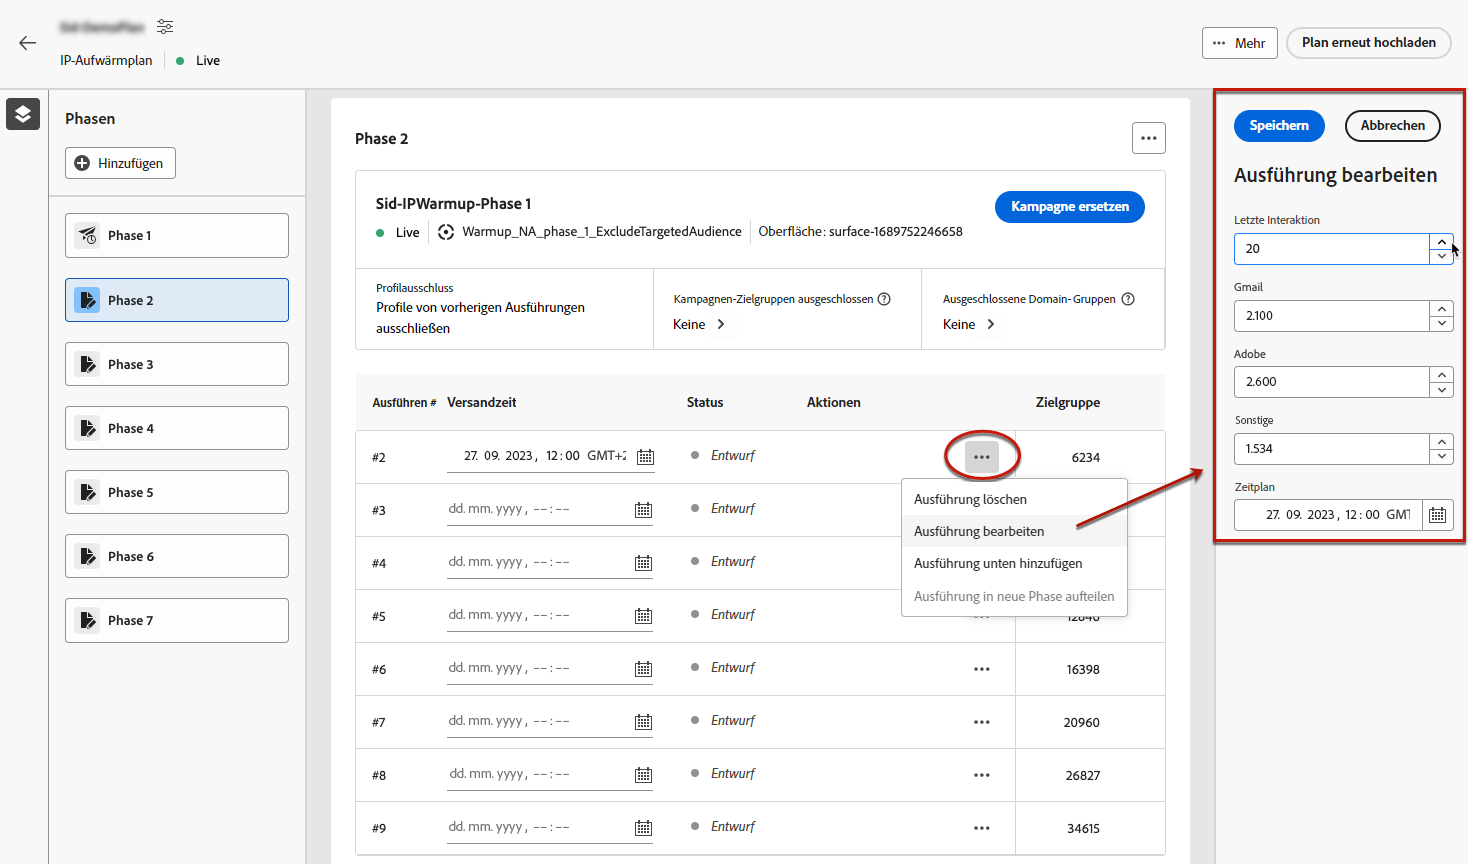 IP-Aufwärmplan
Live
Mehr
Plan erneut hochladen
Phasen
Hinzufügen
Phase 1
Phase 2
Phase 3
Phase 4
Phase 5
Phase 6
Phase 7
Phase 2
Sid-IPWarmup-Phase 1
Kampagne ersetzen
Live
Warmup_NA_phase_1_ExcludeTargetedAudience
Oberfläche: surface-1689752246658
Profilausschluss
Profile von vorherigen Ausführungen
ausschließen
Kampagnen-Zielgruppen ausgeschlossen
Keine
Ausgeschlossene Domain-Gruppen
Keine
Ausführen # Versandzeit Status Aktionen Zielgruppe
#2 27. 09. 2023, 12:00 GMT+2 Entwurf 6234
#3 dd. mm. yyyy, --:-- Entwurf
#4 dd. mm. yyyy, --:-- Entwurf
#5 dd. mm. yyyy, --:-- Entwurf
#6 dd. mm. yyyy, --:-- Entwurf 16398
#7 dd. mm. yyyy, --:-- Entwurf 20960
#8 dd. mm. yyyy, --:-- Entwurf 26827
#9 dd. mm. yyyy, --:-- Entwurf 34615
Ausführung löschen
Ausführung bearbeiten
Ausführung unten hinzufügen
Ausführung in neue Phase aufteilen
Speichern
Abbrechen
Ausführung bearbeiten
Letzte Interaktion
20
Gmail
2.100
Adobe
2.600
Sonstige
1.534
Zeitplan
27. 09. 2023, 12:00 GMT